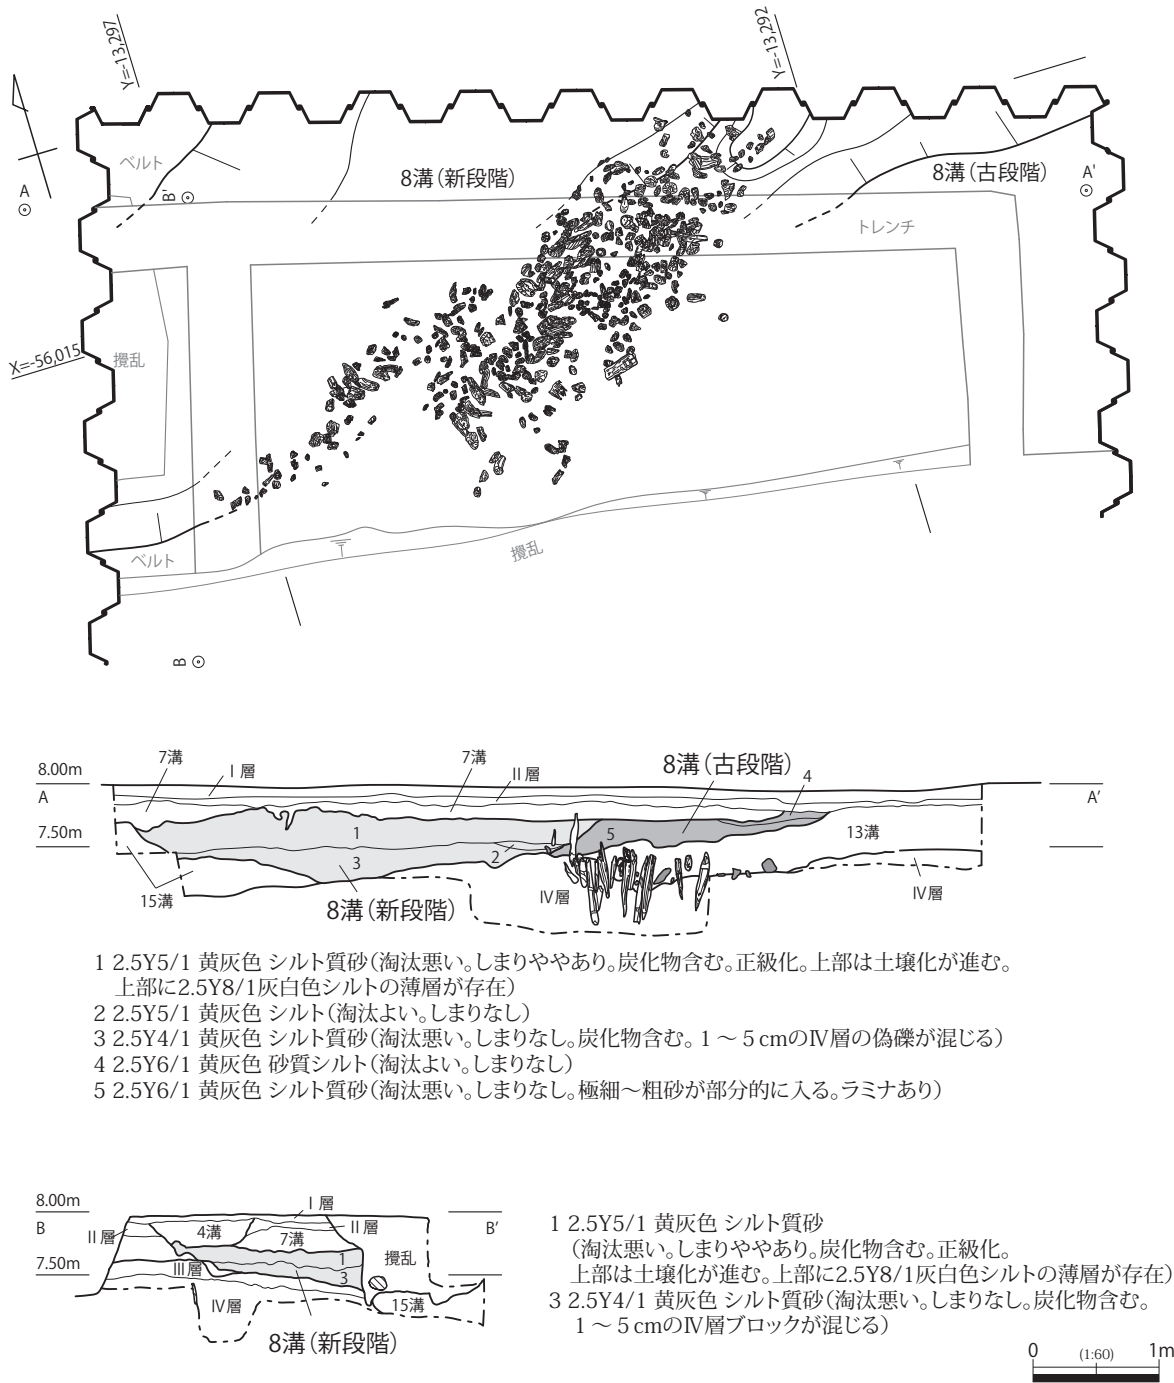 Y=-13,297
Y=-13,292
ベルト
8溝(新段階)
8溝(古段階)
A
B'
A'
トレンチ
X=-56,015
攪乱
ベルト
攪乱
B
8.00m
7溝
Ⅰ層
7溝
Ⅱ層
8溝(古段階)
4
A
A'
7.50m
1
5
13溝
3
2
15溝
8溝(新段階)
Ⅳ層
Ⅳ層
1 2.5Y5/1 黄灰色 シルト質砂(淘汰悪い。しまりややあり。炭化物含む。正級化。上部は土壌化が進む。
上部に2.5Y8/1灰白色シルトの薄層が存在)
2 2.5Y5/1 黄灰色 シルト(淘汰よい。しまりなし)
3 2.5Y4/1 黄灰色 シルト質砂(淘汰悪い。しまりなし。炭化物含む。1～5cmのⅣ層の偽礫が混じる)
4 2.5Y6/1 黄灰色 砂質シルト(淘汰よい。しまりなし)
5 2.5Y6/1 黄灰色 シルト質砂(淘汰悪い。しまりなし。極細～粗砂が部分的に入る。ラミナあり)
8.00m
Ⅰ層
B
B'
Ⅱ層
4溝
7溝
Ⅱ層
攪乱
7.50m
Ⅲ層
1
3
Ⅳ層
15溝
8溝(新段階)
1 2.5Y5/1 黄灰色 シルト質砂
(淘汰悪い。しまりややあり。炭化物含む。正級化。
上部は土壌化が進む。上部に2.5Y8/1灰白色シルトの薄層が存在)
3 2.5Y4/1 黄灰色 シルト質砂(淘汰悪い。しまりなし。炭化物含む。
1～5cmのⅣ層ブロックが混じる)
0 (1:60) 1m